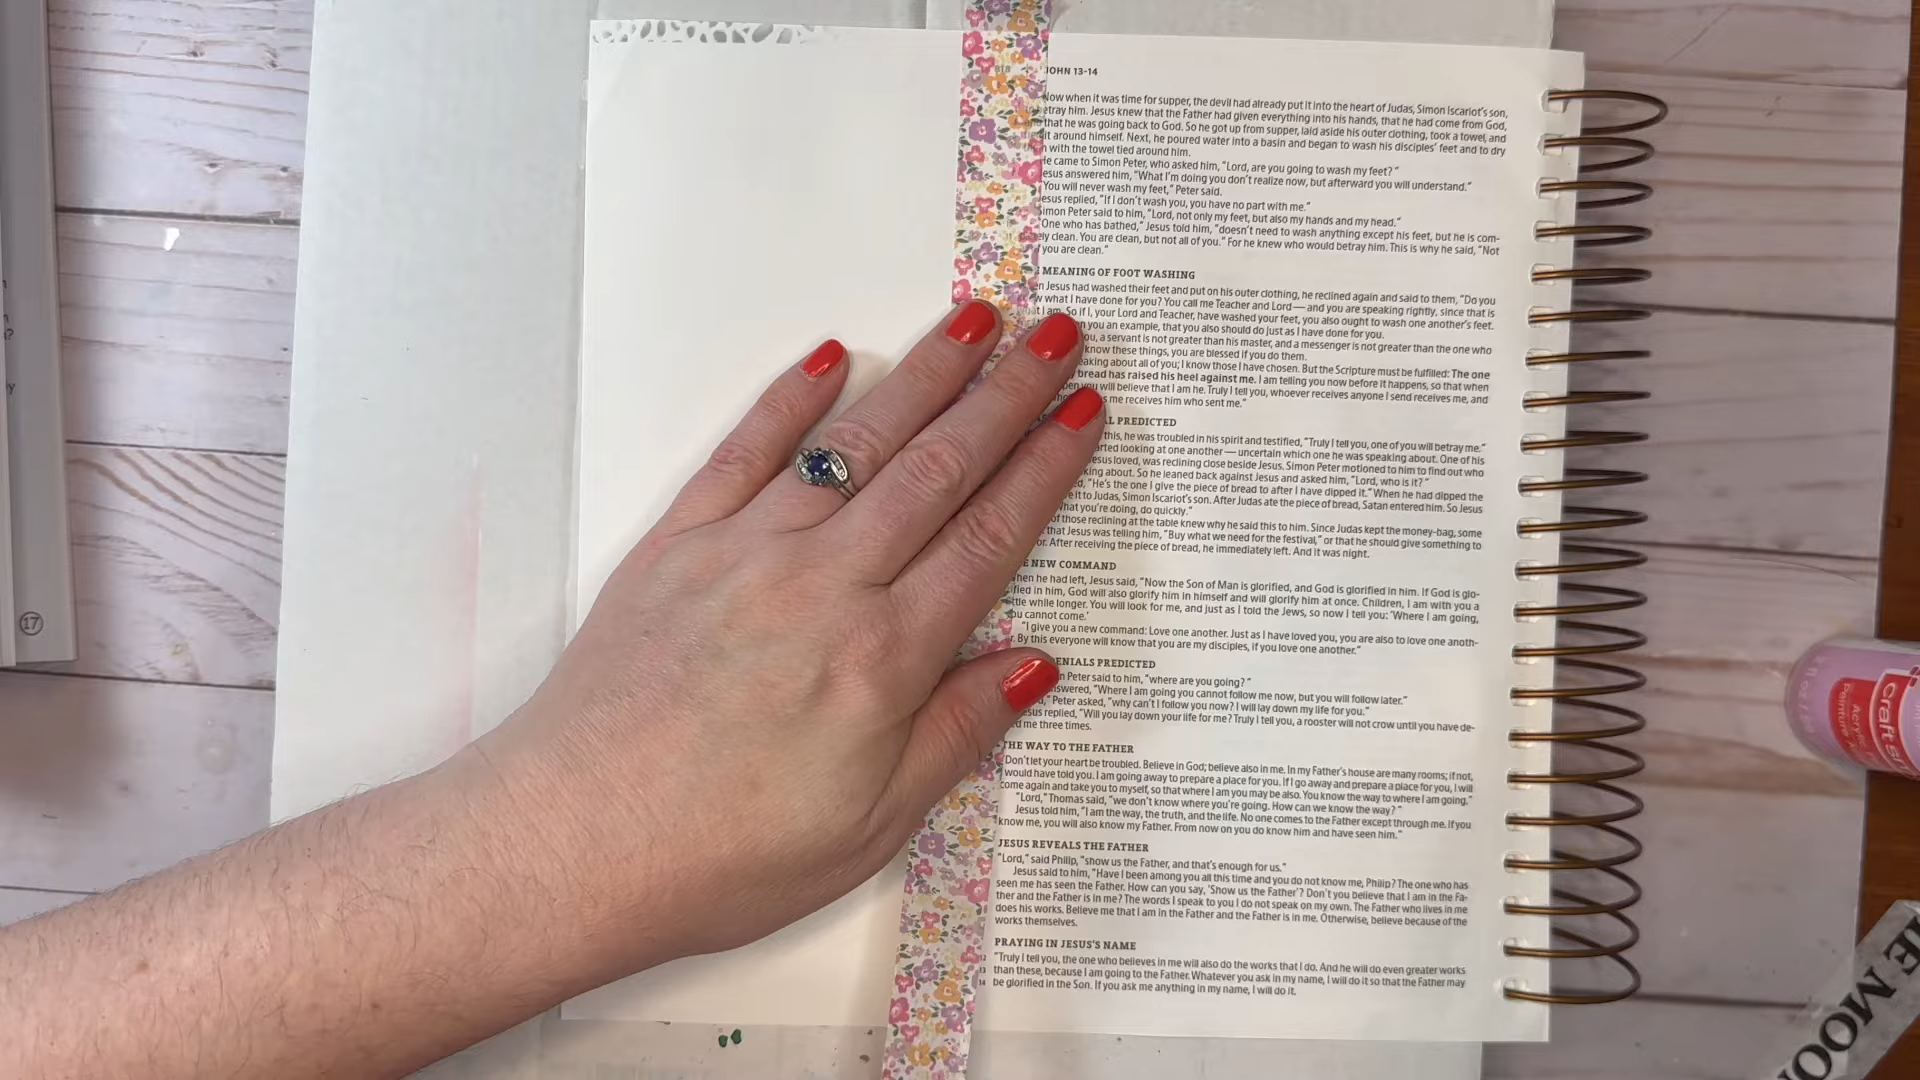 818 JOHN 13-14
Now when it was time for supper, the devil had already put it into the heart of Judas, Simon Iscariot's son,
betray him. Jesus knew that the Father had given everything into his hands, that he had come from God,
and that he was going back to God. So he got up from supper, laid aside his outer clothing, took a towel, and
it around himself. Next, he poured water into a basin and began to wash his disciples' feet and to dry
with the towel tied around him.
He came to Simon Peter, who asked him, "Lord, are you going to wash my feet?"
Jesus answered him, "What I'm doing you don't realize now, but afterward you will understand."
"You will never wash my feet," Peter said.
Jesus replied, "If I don't wash you, you have no part with me."
Simon Peter said to him, "Lord, not only my feet, but also my hands and my head."
"One who has bathed," Jesus told him, "doesn't need to wash anything except his feet, but he is com-
ely clean. You are clean, but not all of you." For he knew who would betray him. This is why he said, "Not
you are clean."
MEANING OF FOOT WASHING
en Jesus had washed their feet and put on his outer clothing, he reclined again and said to them, "Do you
w what I have done for you? You call me Teacher and Lord—and you are speaking rightly, since that is
t I am. So if I, your Lord and Teacher, have washed your feet, you also ought to wash one another's feet.
n you an example, that you also should do just as I have done for you.
ou, a servant is not greater than his master, and a messenger is not greater than the one who
know these things, you are blessed if you do them.
eaking about all of you; I know those I have chosen. But the Scripture must be fulfilled: The one
bread has raised his heel against me. I am telling you now before it happens, so that when
pen you will believe that I am he. Truly I tell you, whoever receives anyone I send receives me, and
s me receives him who sent me."
L PREDICTED
this, he was troubled in his spirit and testified, "Truly I tell you, one of you will betray me."
arted looking at one another—uncertain which one he was speaking about. One of his
esus loved, was reclining close beside Jesus. Simon Peter motioned to him to find out who
king about. So he leaned back against Jesus and asked him, "Lord, who is it?"
d, "He's the one I give the piece of bread to after I have dipped it." When he had dipped the
e it to Judas, Simon Iscariot's son. After Judas ate the piece of bread, Satan entered him. So Jesus
What you're doing, do quickly."
of those reclining at the table knew why he said this to him. Since Judas kept the money-bag, some
that Jesus was telling him, "Buy what we need for the festival," or that he should give something to
or. After receiving the piece of bread, he immediately left. And it was night.
E NEW COMMAND
hen he had left, Jesus said, "Now the Son of Man is glorified, and God is glorified in him. If God is glo-
ified in him, God will also glorify him in himself and will glorify him at once. Children, I am with you a
ttle while longer. You will look for me, and just as I told the Jews, so now I tell you: 'Where I am going,
ou cannot come.'
"I give you a new command: Love one another. Just as I have loved you, you are also to love one anoth-
r. By this everyone will know that you are my disciples, if you love one another."
ENIALS PREDICTED
n Peter said to him, "where are you going?"
nswered, "Where I am going you cannot follow me now, but you will follow later."
d," Peter asked, "why can't I follow you now? I will lay down my life for you."
esus replied, "Will you lay down your life for me? Truly I tell you, a rooster will not crow until you have de-
d me three times.
THE WAY TO THE FATHER
"Don't let your heart be troubled. Believe in God; believe also in me. In my Father's house are many rooms; if not,
would have told you. I am going away to prepare a place for you. If I go away and prepare a place for you, I will
come again and take you to myself, so that where I am you may be also. You know the way to where I am going."
"Lord," Thomas said, "we don't know where you're going. How can we know the way?"
Jesus told him, "I am the way, the truth, and the life. No one comes to the Father except through me. If you
know me, you will also know my Father. From now on you do know him and have seen him."
JESUS REVEALS THE FATHER
"Lord," said Philip, "show us the Father, and that's enough for us."
Jesus said to him, "Have I been among you all this time and you do not know me, Philip? The one who has
seen me has seen the Father. How can you say, 'Show us the Father'? Don't you believe that I am in the Fa-
ther and the Father is in me? The words I speak to you I do not speak on my own. The Father who lives in me
does his works. Believe me that I am in the Father and the Father is in me. Otherwise, believe because of the
works themselves.
PRAYING IN JESUS'S NAME
12 "Truly I tell you, the one who believes in me will also do the works that I do. And he will do even greater works
13 than these, because I am going to the Father. Whatever you ask in my name, I will do it so that the Father may
14 be glorified in the Son. If you ask me anything in my name, I will do it.
17
Craft
Acrylic
HE MOO